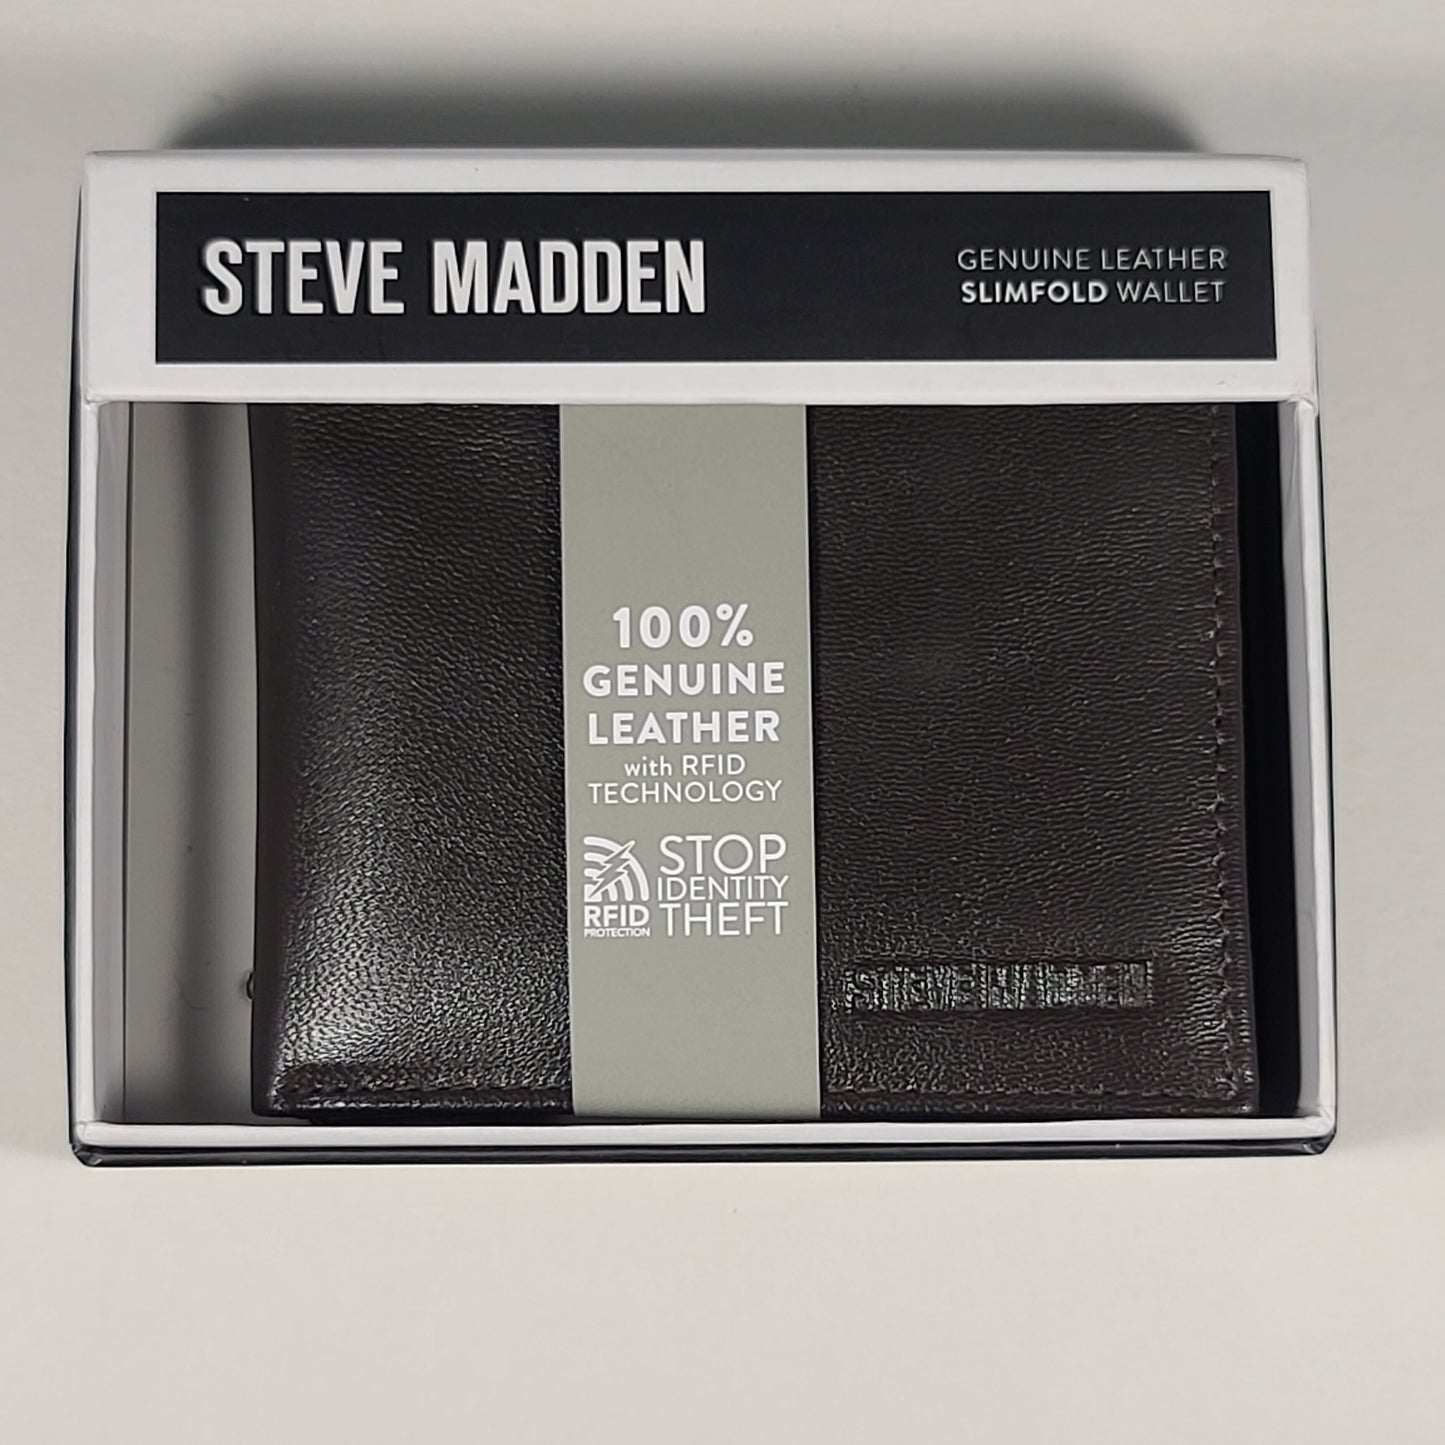 STEVE MADDEN
GENUINE LEATHER
SLIMFOLD WALLET
100%
GENUINE
LEATHER
with RFID
TECHNOLOGY
RFID
PROTECTION
STOP
IDENTITY
THEFT
STEVE MADDEN